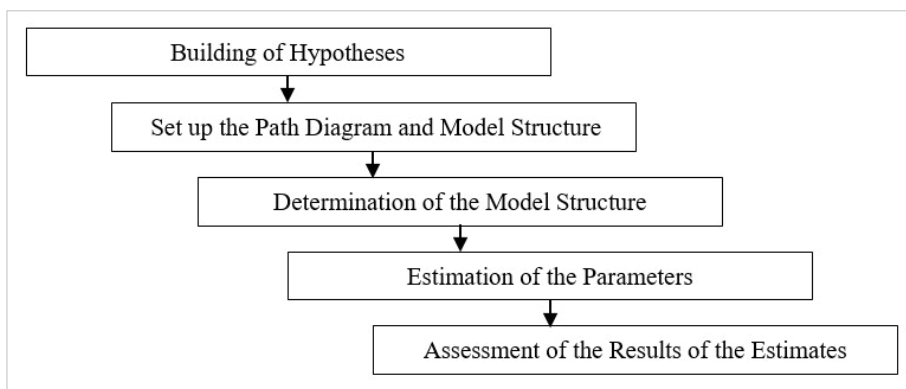 Building of Hypotheses
Set up the Path Diagram and Model Structure
Determination of the Model Structure
Estimation of the Parameters
Assessment of the Results of the Estimates